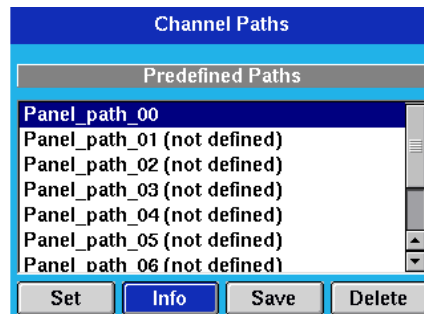 Channel Paths
Predefined Paths
Panel_path_00
Panel_path_01 (not defined)
Panel_path_02 (not defined)
Panel_path_03 (not defined)
Panel_path_04 (not defined)
Panel_path_05 (not defined)
Panel_path_06 (not defined)
Set Info Save Delete